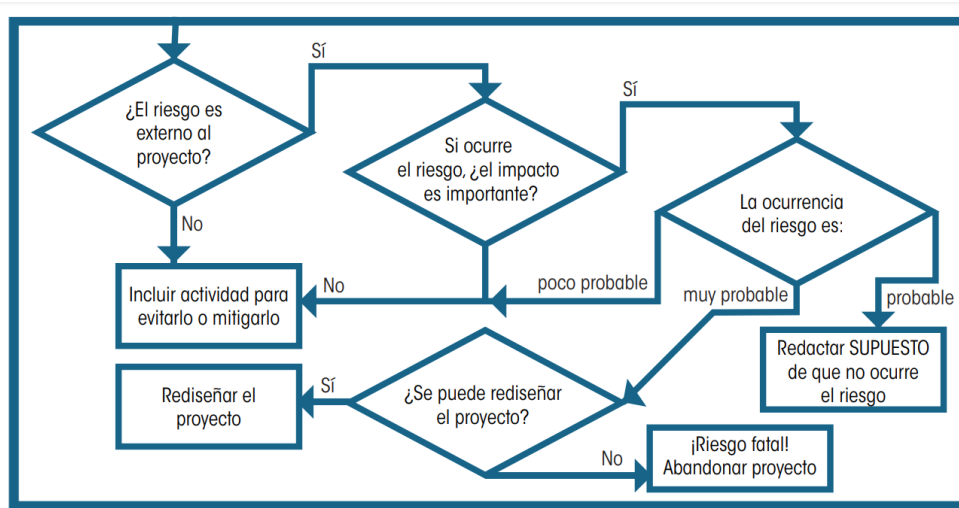 Sí
¿El riesgo es
externo al
proyecto?
Sí
Si ocurre
el riesgo, ¿el impacto
es importante?
La ocurrencia
del riesgo es:
No
Incluir actividad para
evitarlo o mitigarlo
No
poco probable
muy probable
probable
Redactar SUPUESTO
de que no ocurre
el riesgo
Rediseñar el
proyecto
Sí
¿Se puede rediseñar
el proyecto?
No
¡Riesgo fatal!
Abandonar proyecto